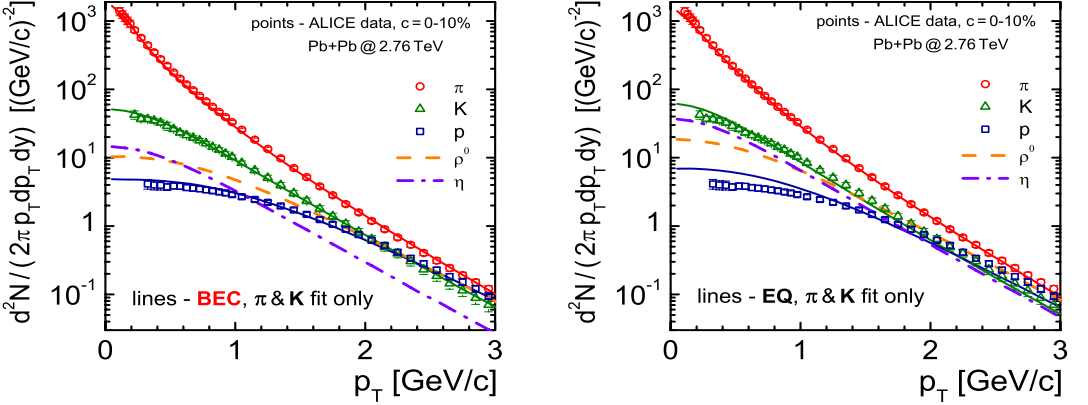 d²N / ( 2π p_T dp_T dy )  [(GeV/c)⁻²]
10³
10²
10¹
1
10⁻¹
points - ALICE data, c = 0-10%
Pb+Pb @ 2.76 TeV
π
K
p
ρ⁰
η
lines - BEC, π & K fit only
0 1 2 3
p_T [GeV/c]
d²N / ( 2π p_T dp_T dy )  [(GeV/c)⁻²]
10³
10²
10¹
1
10⁻¹
points - ALICE data, c = 0-10%
Pb+Pb @ 2.76 TeV
π
K
p
ρ⁰
η
lines - EQ, π & K fit only
0 1 2 3
p_T [GeV/c]